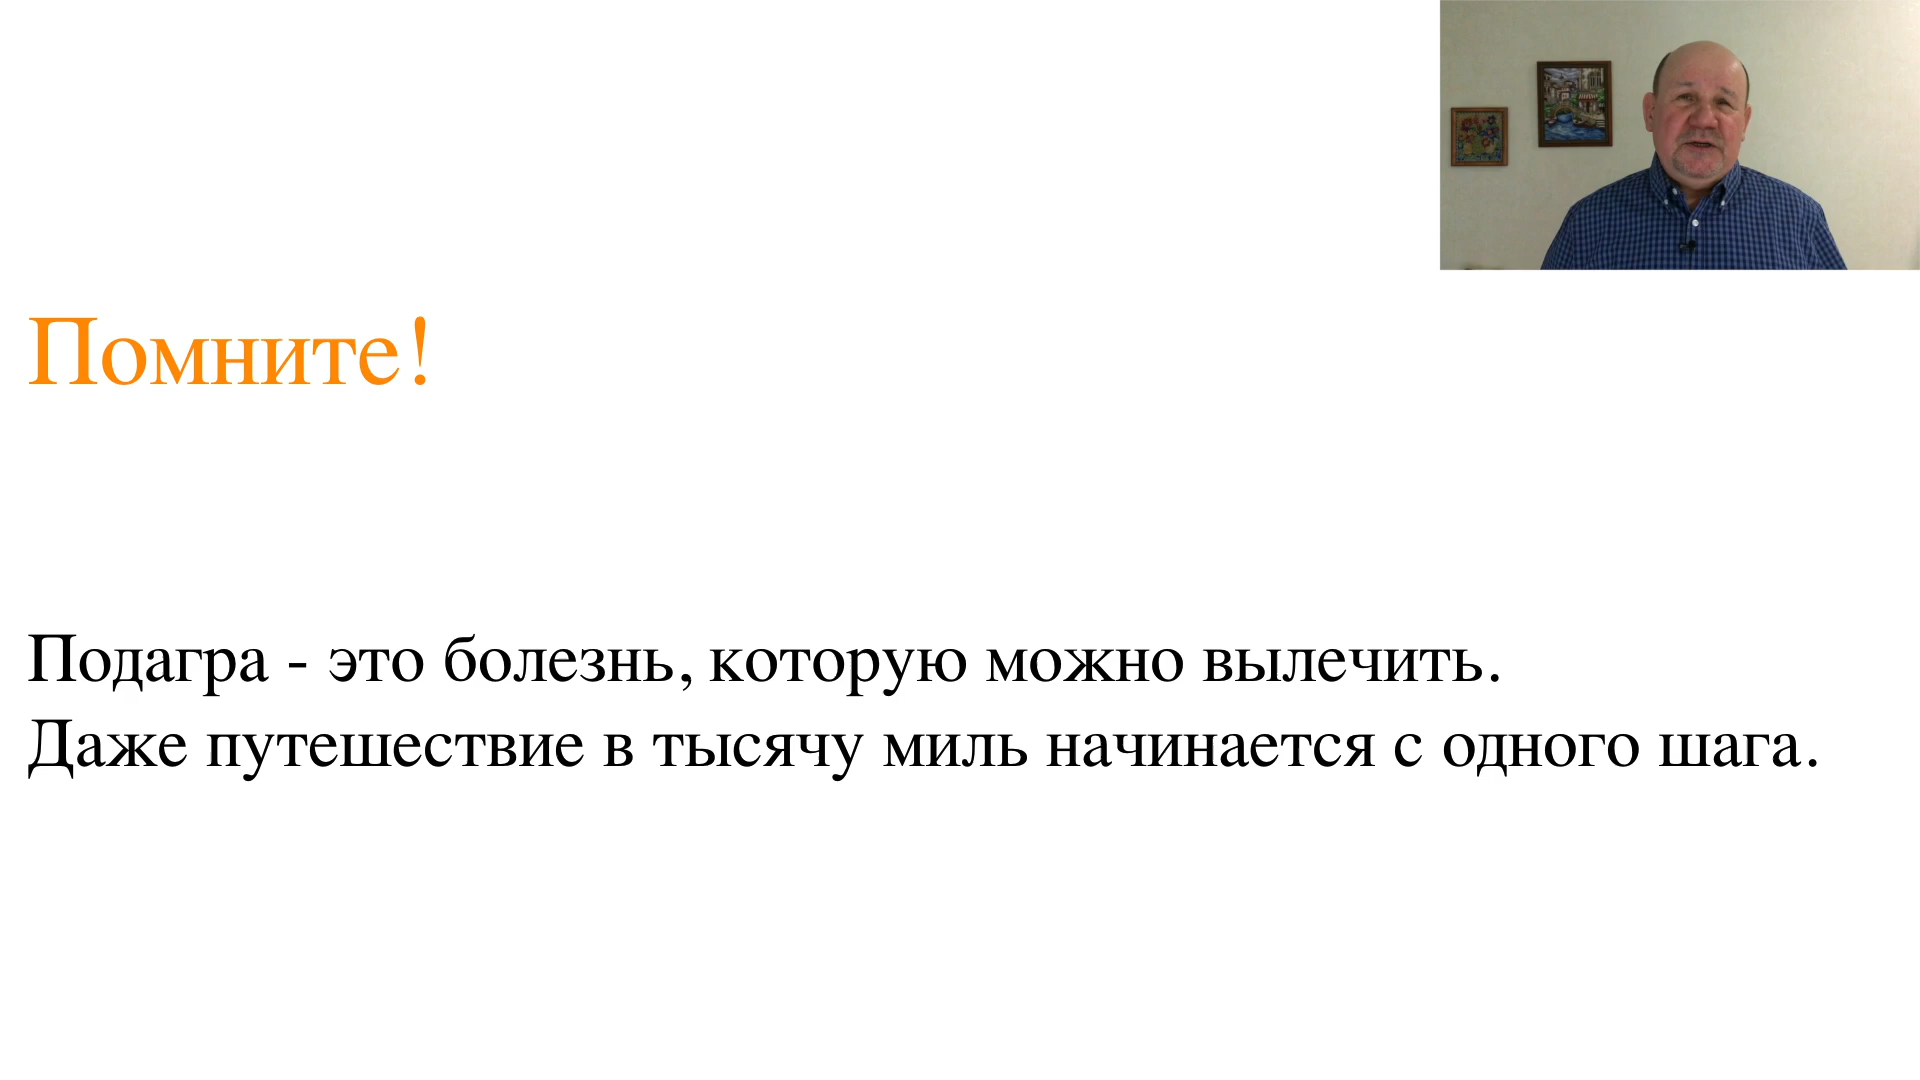 Помните!
Подагра - это болезнь, которую можно вылечить.
Даже путешествие в тысячу миль начинается с одного шага.